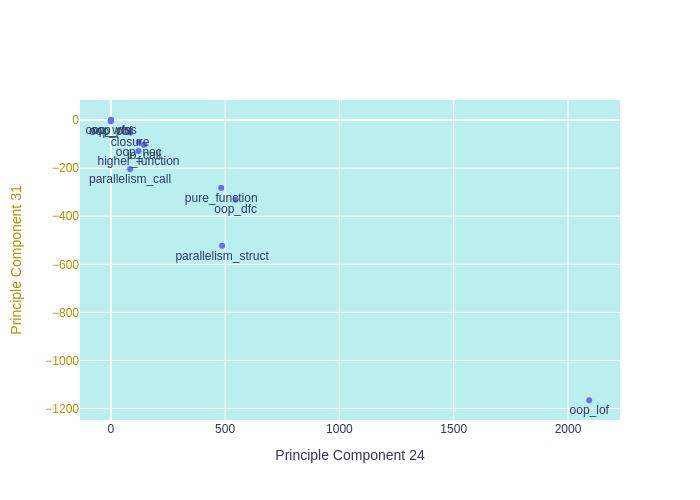 0
−200
−400
−600
−800
−1000
−1200
closure
higher_function
parallelism_call
pure_function
oop_dfc
parallelism_struct
oop_lof
0
500
1000
1500
2000
Principle Component 24
Principle Component 31